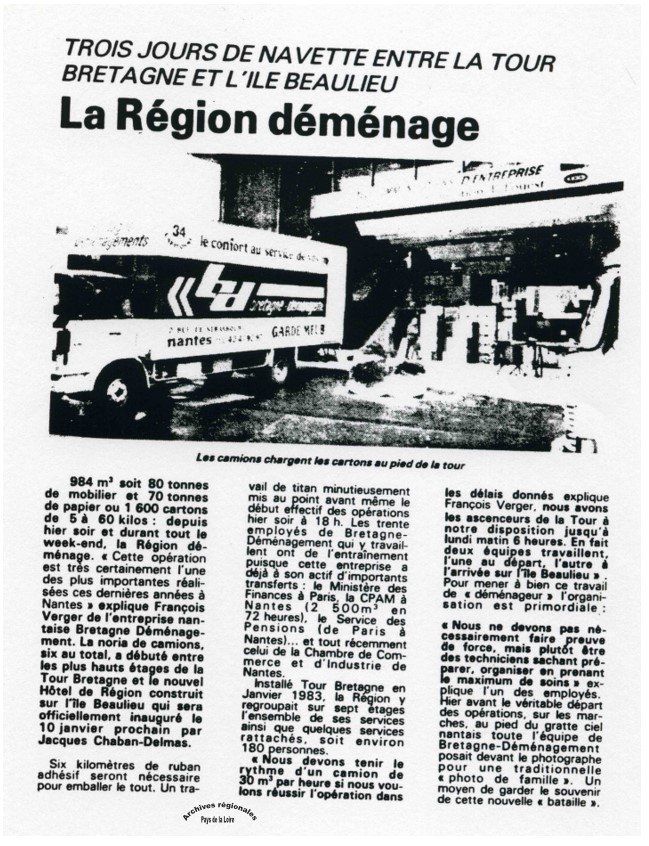 TROIS JOURS DE NAVETTE ENTRE LA TOUR
BRETAGNE ET L'ILE BEAULIEU
La Région déménage
D'ENTREPRISE
34
le confort au service de
bd
bretagne déménagements
nantes
GARDE MEUB
Les camions chargent les cartons au pied de la tour
984 m³ soit 80 tonnes
de mobilier et 70 tonnes
de papier ou 1 600 cartons
de 5 à 60 kilos : depuis
hier soir et durant tout le
week-end, la Région dé-
ménage. « Cette opération
est très certainement l'une
des plus importantes réali-
sées ces dernières années à
Nantes » explique François
Verger de l'entreprise nan-
taise Bretagne Déménage-
ment. La noria de camions,
six au total, a débuté entre
les plus hauts étages de la
Tour Bretagne et le nouvel
Hôtel de Région construit
sur l'île Beaulieu qui sera
officiellement inauguré le
10 janvier prochain par
Jacques Chaban-Delmas.
Six kilomètres de ruban
adhésif seront nécessaire
pour emballer le tout. Un tra-
vail de titan minutieusement
mis au point avant même le
début effectif des opérations
hier soir à 18 h. Les trente
employés de Bretagne-
Déménagement qui y travail-
lent ont de l'entraînement
puisque cette entreprise a
déjà à son actif d'importants
transferts : le Ministère des
Finances à Paris, la CPAM à
Nantes (2 500m³ en
72 heures), le Service des
Pensions (de Paris à
Nantes)... et tout récemment
celui de la Chambre de Com-
merce et d'Industrie de
Nantes.
Installé Tour Bretagne en
Janvier 1983, la Région y
regroupait sur sept étages
l'ensemble de ses services
ainsi que quelques services
rattachés, soit environ
180 personnes.
« Nous devons tenir le
rythme d'un camion de
30 m³ par heure si nous vou-
lons réussir l'opération dans
les délais donnés explique
François Verger, nous avons
les ascenceurs de la Tour à
notre disposition jusqu'à
lundi matin 6 heures. En fait
deux équipes travaillent,
l'une au départ, l'autre à
l'arrivée sur l'île Beaulieu ».
Pour mener à bien ce travail
de « déménageur » l'organi-
sation est primordiale :
« Nous ne devons pas né-
cessairement faire preuve
de force, mais plutôt être
des techniciens sachant pré-
parer, organiser en prenant
le maximum de soins » ex-
plique l'un des employés.
Hier avant le véritable départ
des opérations, sur les mar-
ches, au pied du gratte ciel
nantais toute l'équipe de
Bretagne-Déménagement
posait devant le photographe
pour une traditionnelle
« photo de famille ». Un
moyen de garder le souvenir
de cette nouvelle « bataille ».
Archives régionales
Pays de la Loire